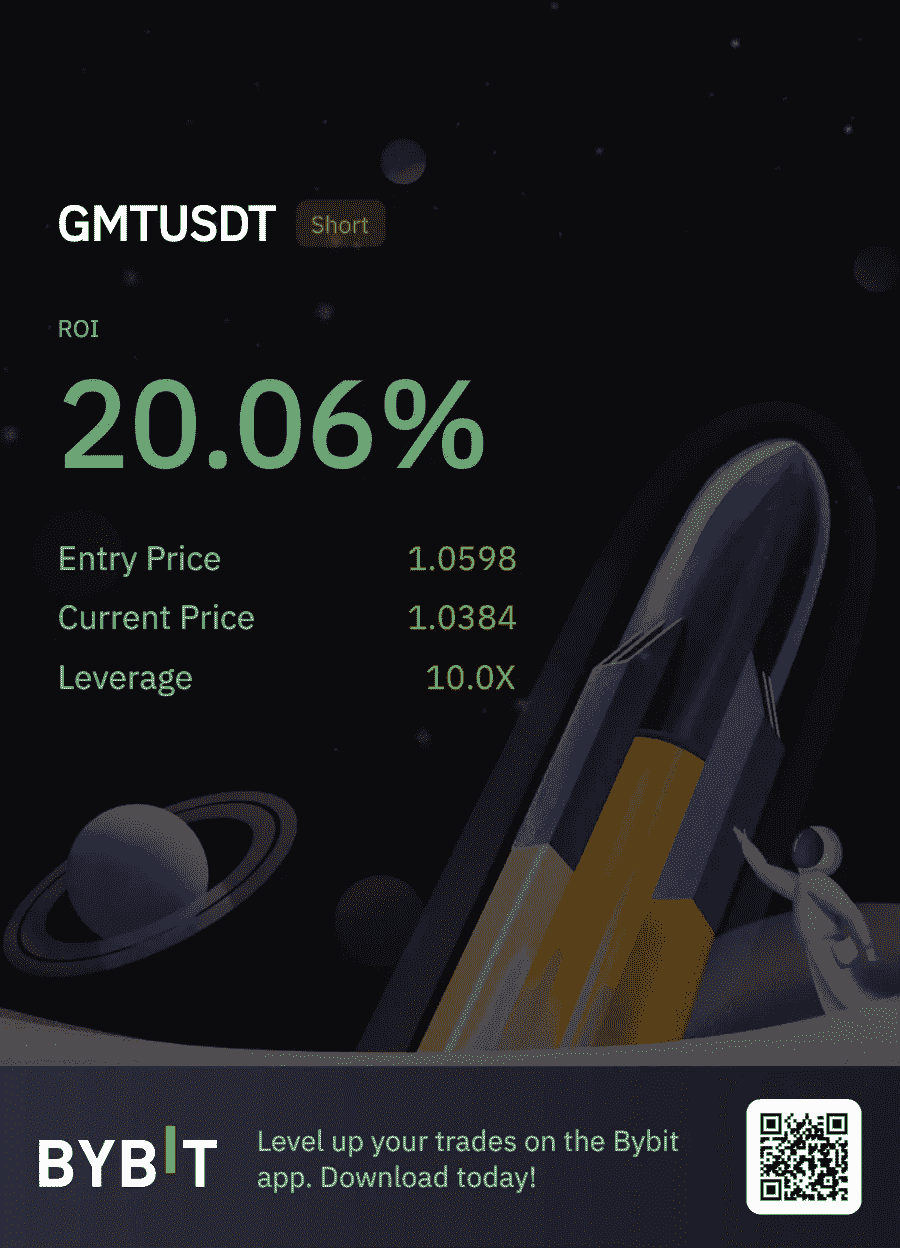 GMTUSDT Short
ROI
20.06%
Entry Price 1.0598
Current Price 1.0384
Leverage 10.0X
BYBIT
Level up your trades on the Bybit
app. Download today!